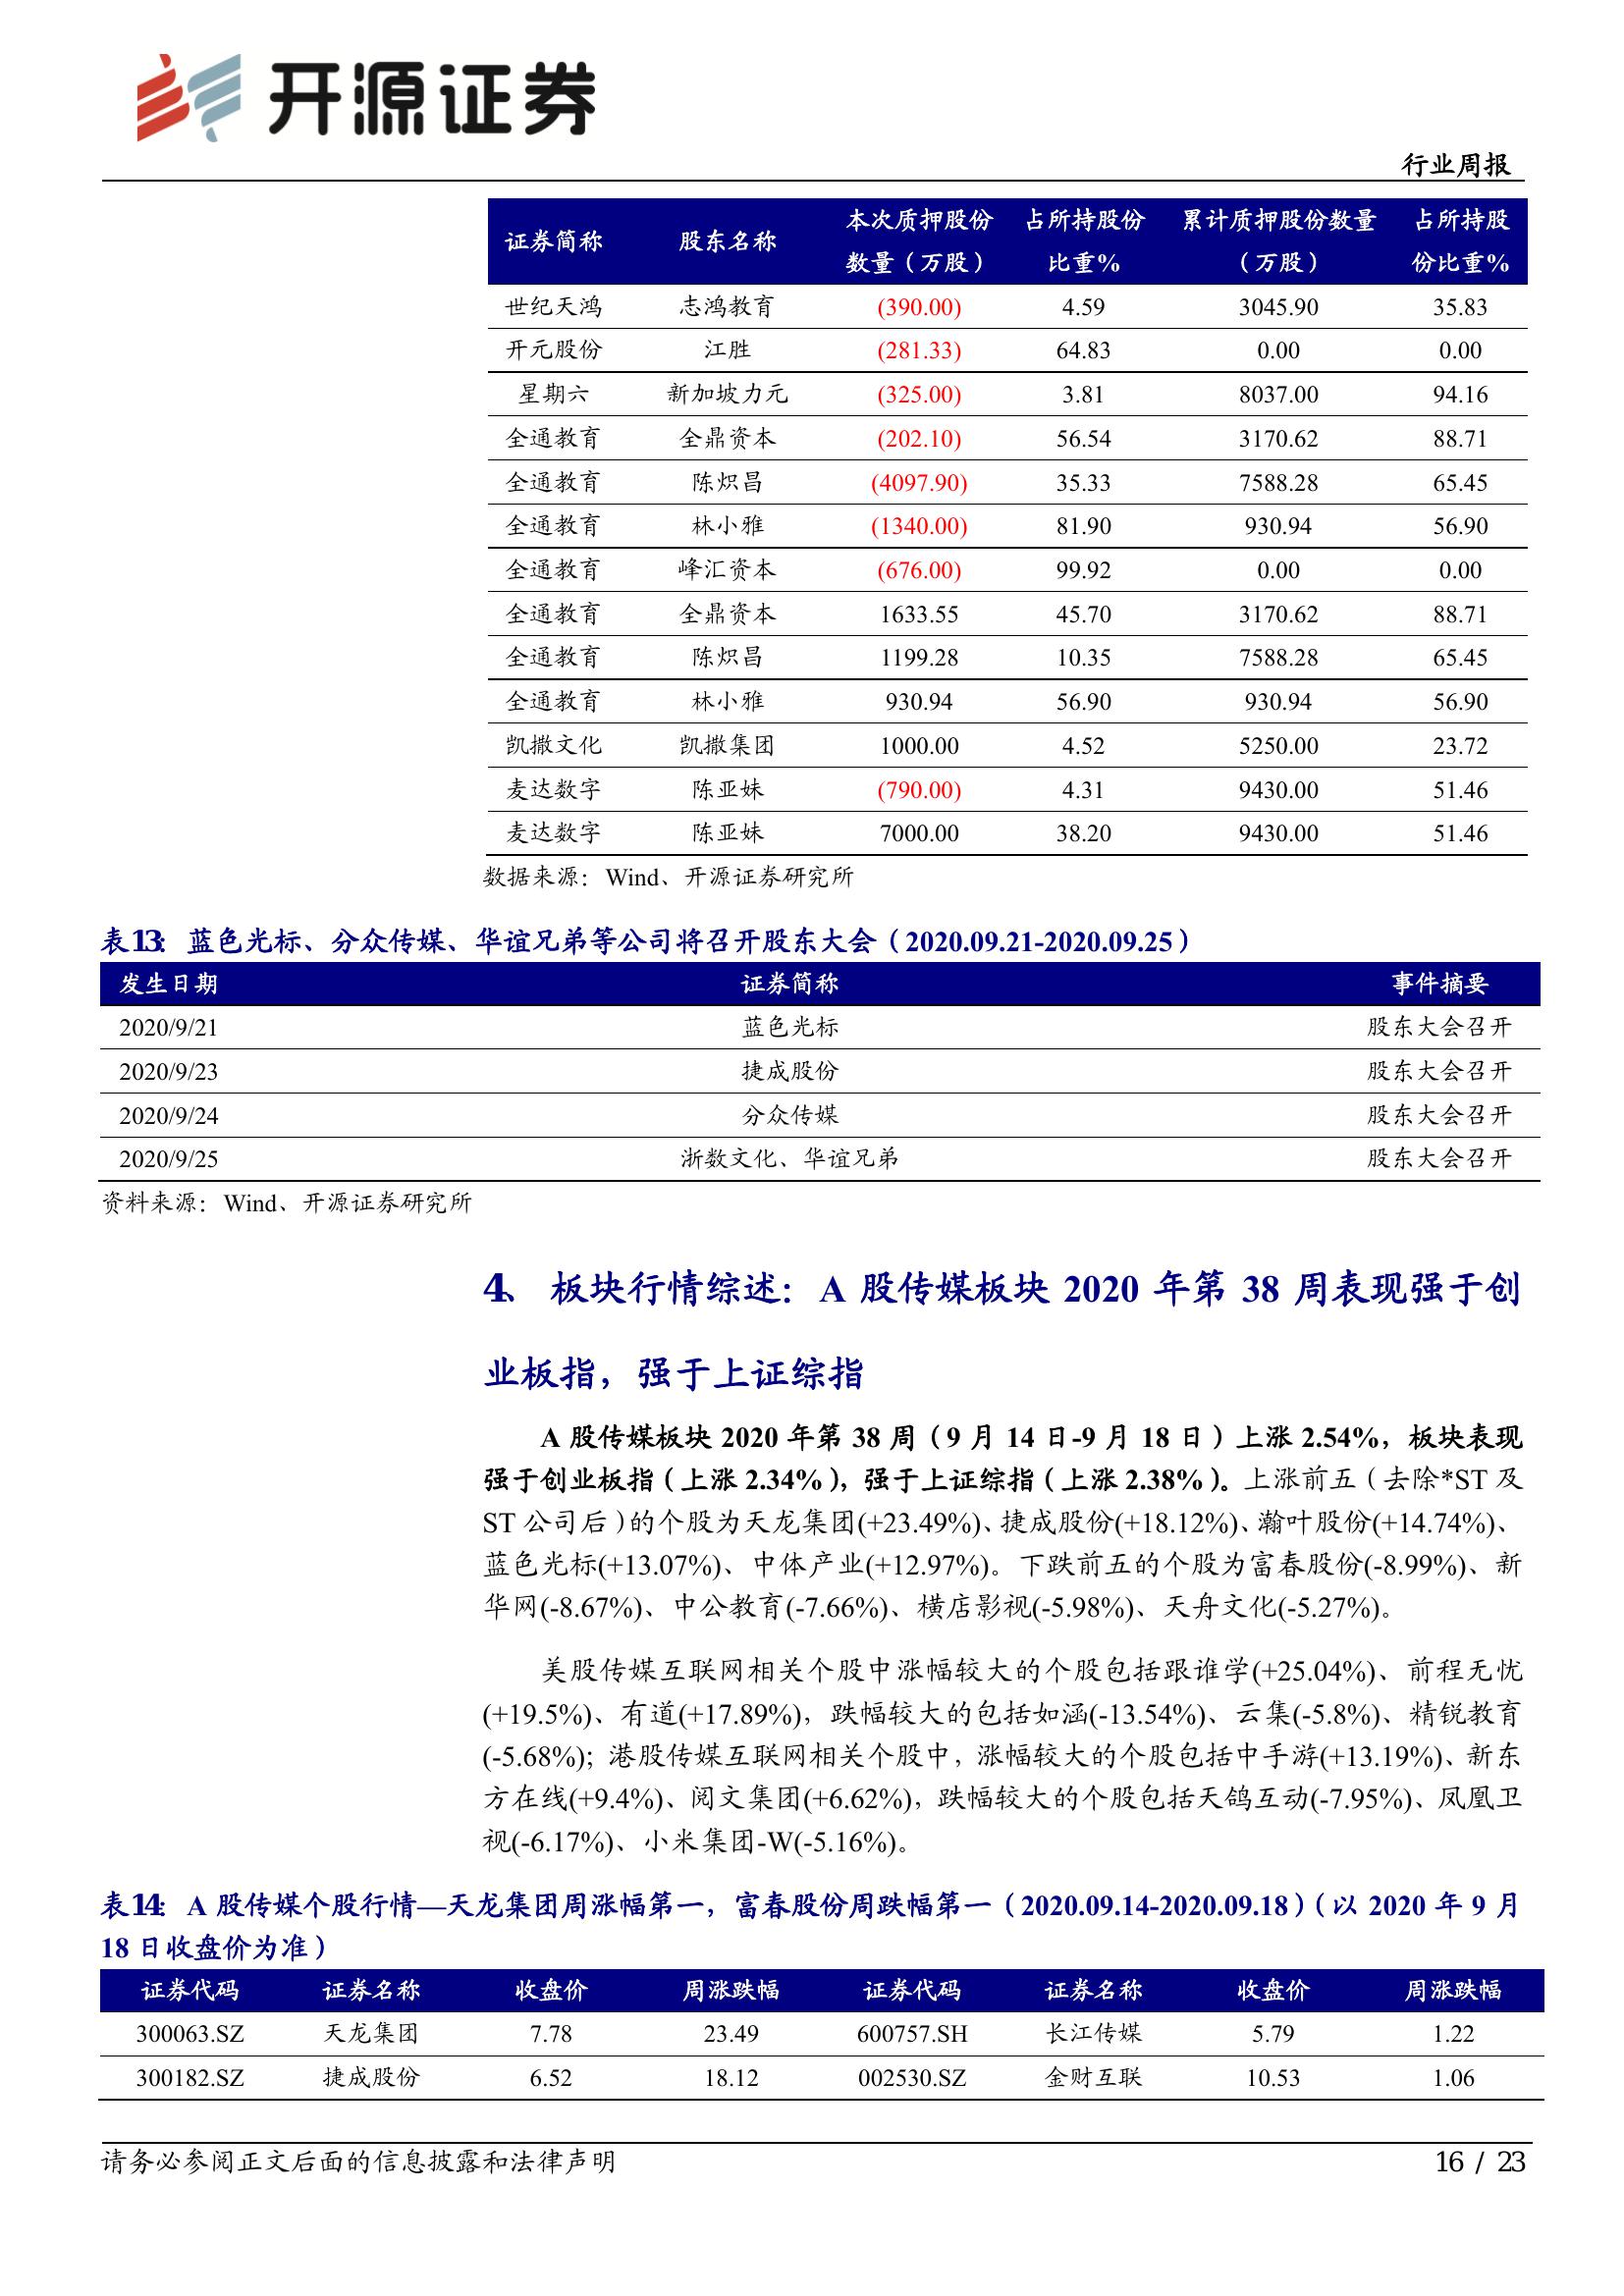 开源证券
行业周报
证券简称 股东名称 本次质押股份数量（万股） 占所持股份比重% 累计质押股份数量（万股） 占所持股份比重%
世纪天鸿 志鸿教育 (390.00) 4.59 3045.90 35.83
开元股份 江胜 (281.33) 64.83 0.00 0.00
星期六 新加坡力元 (325.00) 3.81 8037.00 94.16
全通教育 全鼎资本 (202.10) 56.54 3170.62 88.71
全通教育 陈炽昌 (4097.90) 35.33 7588.28 65.45
全通教育 林小雅 (1340.00) 81.90 930.94 56.90
全通教育 峰汇资本 (676.00) 99.92 0.00 0.00
全通教育 全鼎资本 1633.55 45.70 3170.62 88.71
全通教育 陈炽昌 1199.28 10.35 7588.28 65.45
全通教育 林小雅 930.94 56.90 930.94 56.90
凯撒文化 凯撒集团 1000.00 4.52 5250.00 23.72
麦达数字 陈亚妹 (790.00) 4.31 9430.00 51.46
麦达数字 陈亚妹 7000.00 38.20 9430.00 51.46
数据来源：Wind、开源证券研究所
表13：蓝色光标、分众传媒、华谊兄弟等公司将召开股东大会（2020.09.21-2020.09.25）
发生日期 证券简称 事件摘要
2020/9/21 蓝色光标 股东大会召开
2020/9/23 捷成股份 股东大会召开
2020/9/24 分众传媒 股东大会召开
2020/9/25 浙数文化、华谊兄弟 股东大会召开
资料来源：Wind、开源证券研究所
4、 板块行情综述：A 股传媒板块 2020 年第 38 周表现强于创
业板指，强于上证综指
A 股传媒板块 2020 年第 38 周（9 月 14 日-9 月 18 日）上涨 2.54%，板块表现
强于创业板指（上涨 2.34%），强于上证综指（上涨 2.38%）。上涨前五（去除*ST 及
ST 公司后）的个股为天龙集团(+23.49%)、捷成股份(+18.12%)、瀚叶股份(+14.74%)、
蓝色光标(+13.07%)、中体产业(+12.97%)。下跌前五的个股为富春股份(-8.99%)、新
华网(-8.67%)、中公教育(-7.66%)、横店影视(-5.98%)、天舟文化(-5.27%)。
美股传媒互联网相关个股中涨幅较大的个股包括跟谁学(+25.04%)、前程无忧
(+19.5%)、有道(+17.89%)，跌幅较大的包括如涵(-13.54%)、云集(-5.8%)、精锐教育
(-5.68%)；港股传媒互联网相关个股中，涨幅较大的个股包括中手游(+13.19%)、新东
方在线(+9.4%)、阅文集团(+6.62%)，跌幅较大的个股包括天鸽互动(-7.95%)、凤凰卫
视(-6.17%)、小米集团-W(-5.16%)。
表14：A 股传媒个股行情—天龙集团周涨幅第一，富春股份周跌幅第一（2020.09.14-2020.09.18）（以 2020 年 9 月
18 日收盘价为准）
证券代码 证券名称 收盘价 周涨跌幅 证券代码 证券名称 收盘价 周涨跌幅
300063.SZ 天龙集团 7.78 23.49 600757.SH 长江传媒 5.79 1.22
300182.SZ 捷成股份 6.52 18.12 002530.SZ 金财互联 10.53 1.06
请务必参阅正文后面的信息披露和法律声明 16 / 23